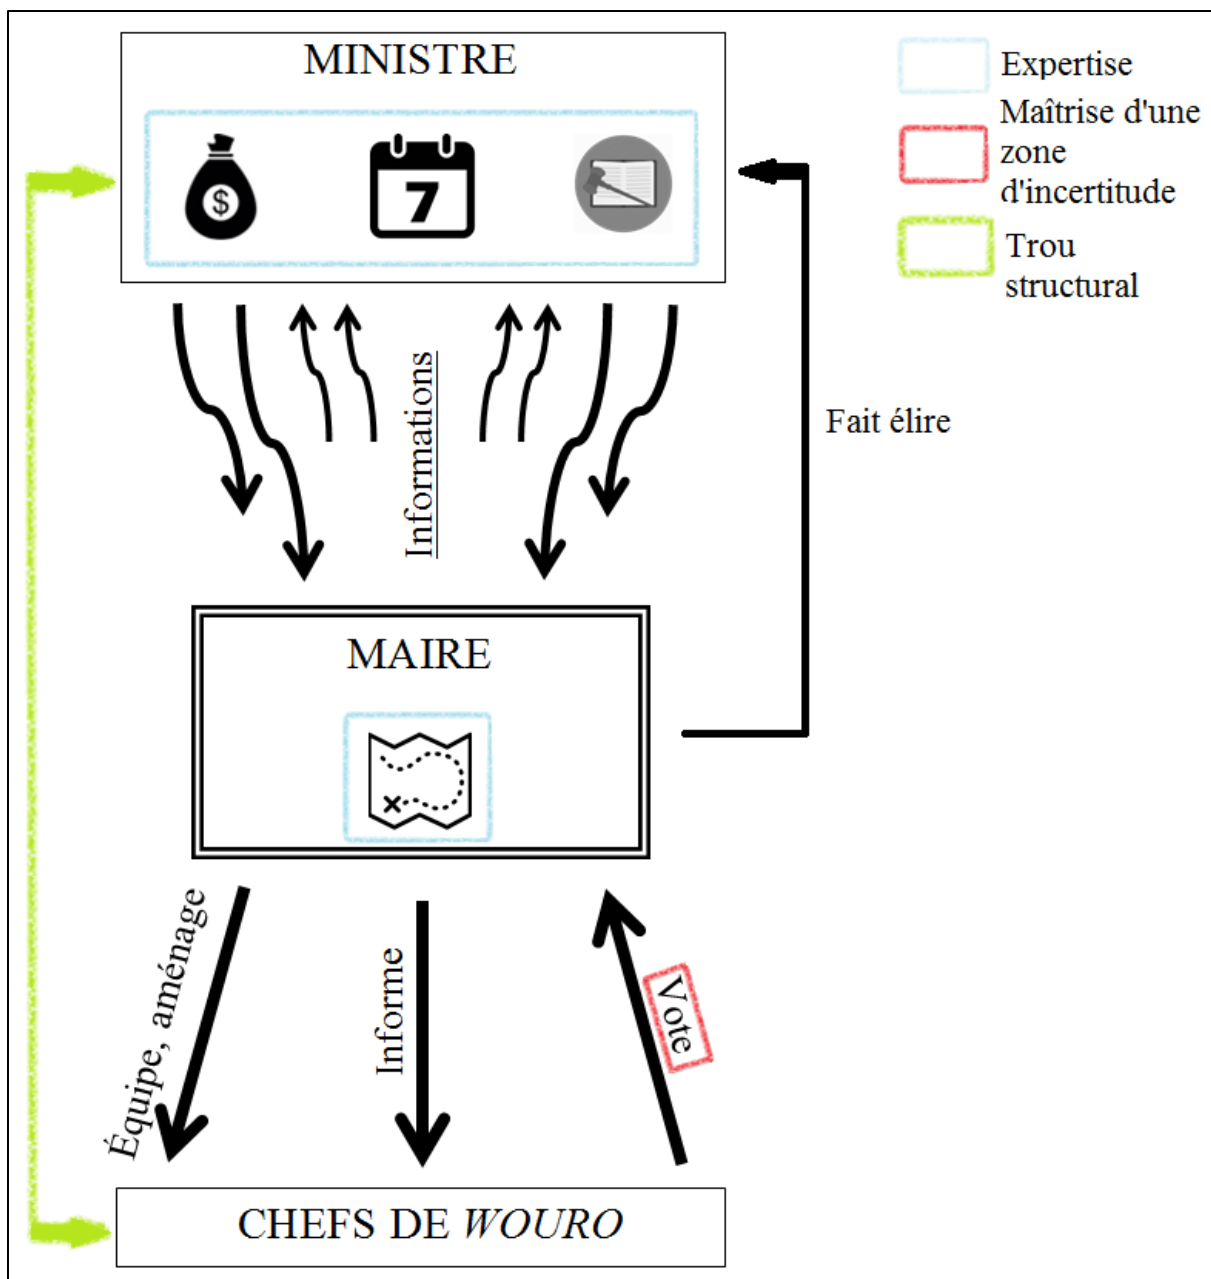 MINISTRE
$
7
Expertise
Maîtrise d'une
zone
d'incertitude
Trou
structural
Informations
Fait élire
MAIRE
Équipe, aménage
Informe
Vote
CHEFS DE WOURO